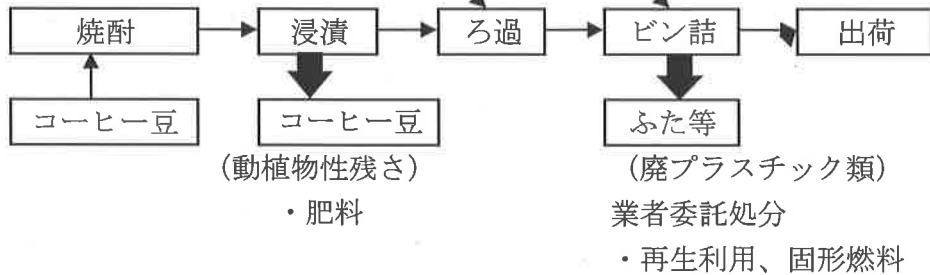 焼酎 浸漬 ろ過 ビン詰 出荷
コーヒー豆 コーヒー豆 ふた等
(動植物性残さ) (廃プラスチック類)
・肥料 業者委託処分
・再生利用、固形燃料